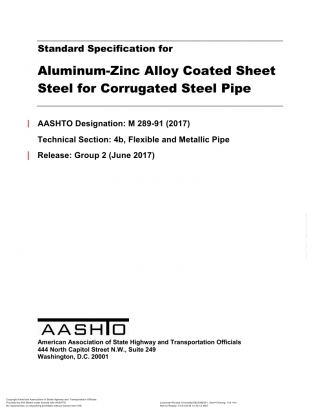 Standard Specification for
Aluminum-Zinc Alloy Coated Sheet
Steel for Corrugated Steel Pipe
AASHTO Designation: M 289-91 (2017)
Technical Section: 4b, Flexible and Metallic Pipe
Release: Group 2 (June 2017)
AASHTO
American Association of State Highway and Transportation Officials
444 North Capitol Street N.W., Suite 249
Washington, D.C. 20001